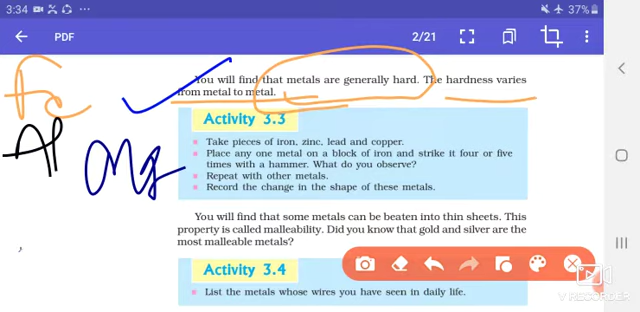 3:34
37%
PDF
2/21
You will find that metals are generally hard. The hardness varies
from metal to metal.
Fe
Al
Mg
Activity 3.3
Take pieces of iron, zinc, lead and copper.
Place any one metal on a block of iron and strike it four or five
times with a hammer. What do you observe?
Repeat with other metals.
Record the change in the shape of these metals.
You will find that some metals can be beaten into thin sheets. This
property is called malleability. Did you know that gold and silver are the
most malleable metals?
Activity 3.4
List the metals whose wires you have seen in daily life.
V RECORDER